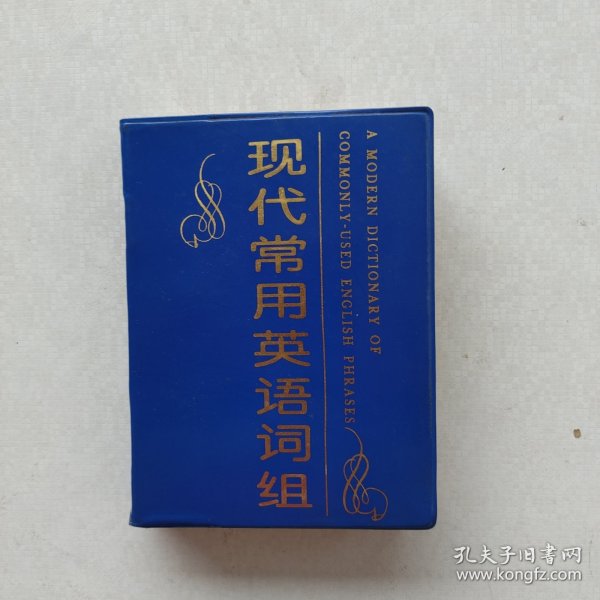 现代常用英语词组
A MODERN DICTIONARY OF
COMMONLY-USED ENGLISH PHRASES
孔夫子旧书网
www.kongfz.com